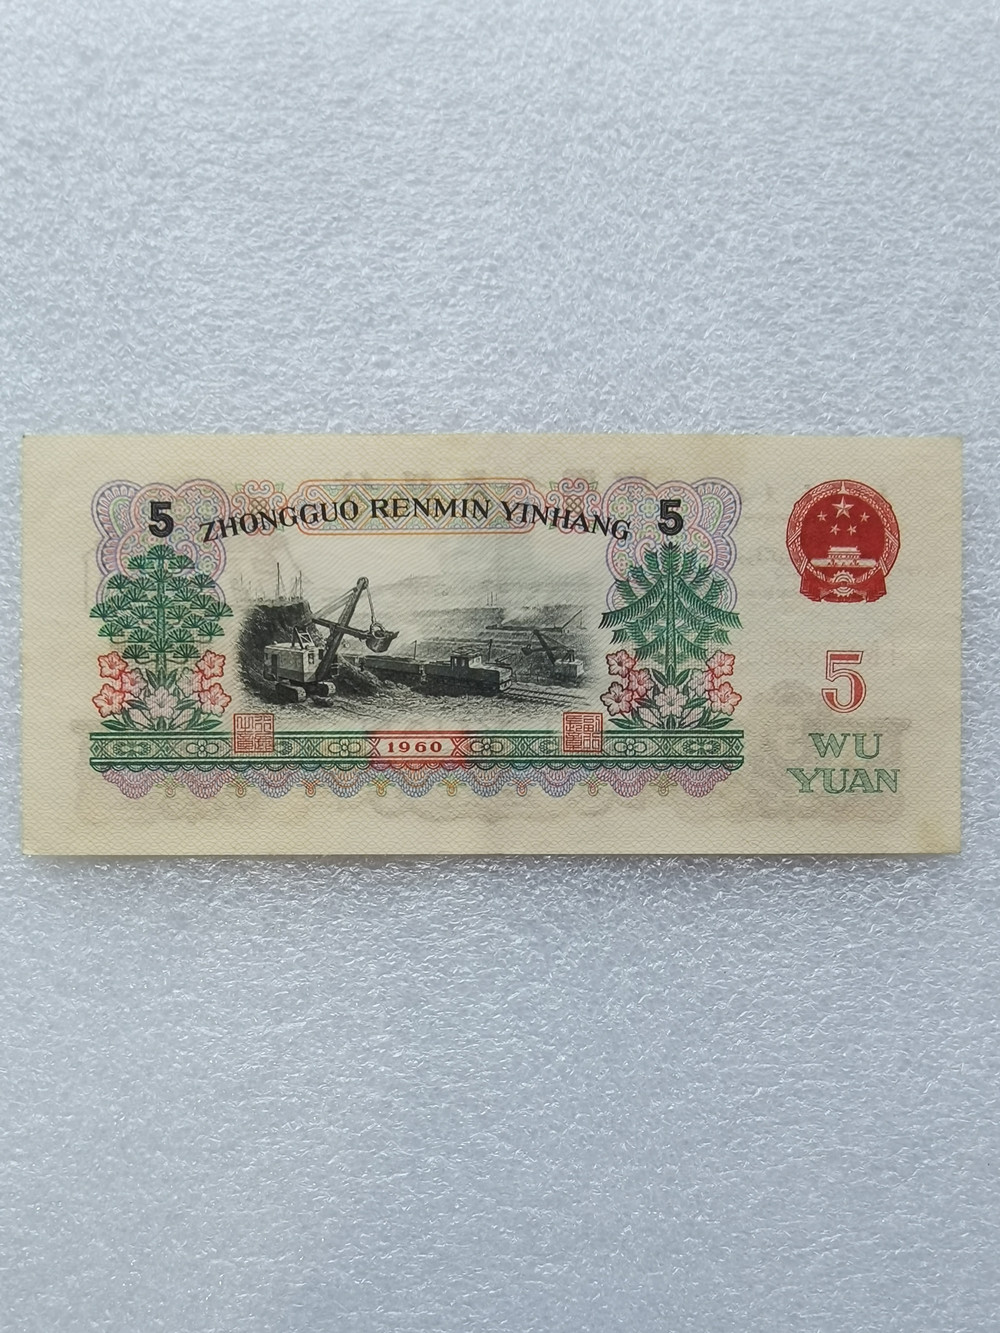 5 ZHONGGUO RENMIN YINHANG 5
5
WU
YUAN
1960